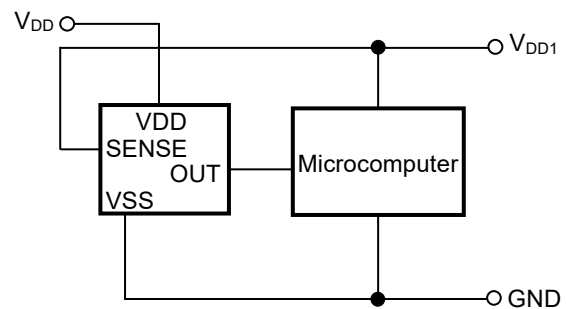 VDD
VDD1
VDD
SENSE
OUT
VSS
Microcomputer
GND